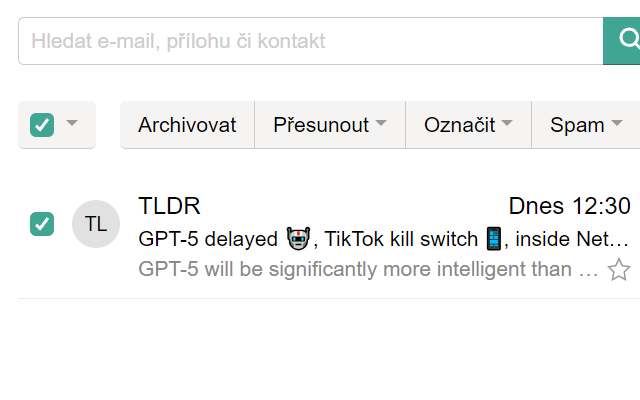 Hledat e-mail, přílohu či kontakt
Archivovat Přesunout Označit Spam
TL TLDR Dnes 12:30
GPT-5 delayed 🤖, TikTok kill switch 📱, inside Net…
GPT-5 will be significantly more intelligent than …